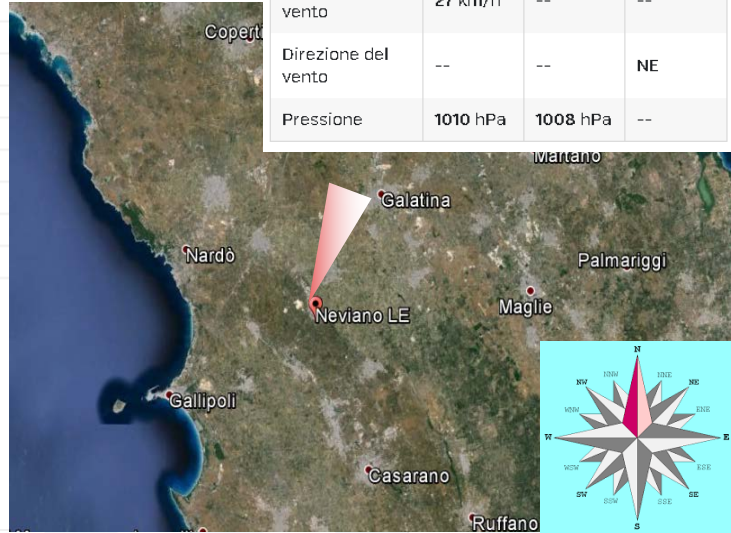 Coperti
vento 27 km/h -- --
Direzione del
vento -- -- NE
Pressione 1010 hPa 1008 hPa --
Martano
Galatina
Nardò
Palmariggi
Maglie
Neviano LE
Gallipoli
Casarano
Ruffano
N
NNW NNE
NW NE
WNW ENE
W E
WSW ESE
SW SE
SSW SSE
S